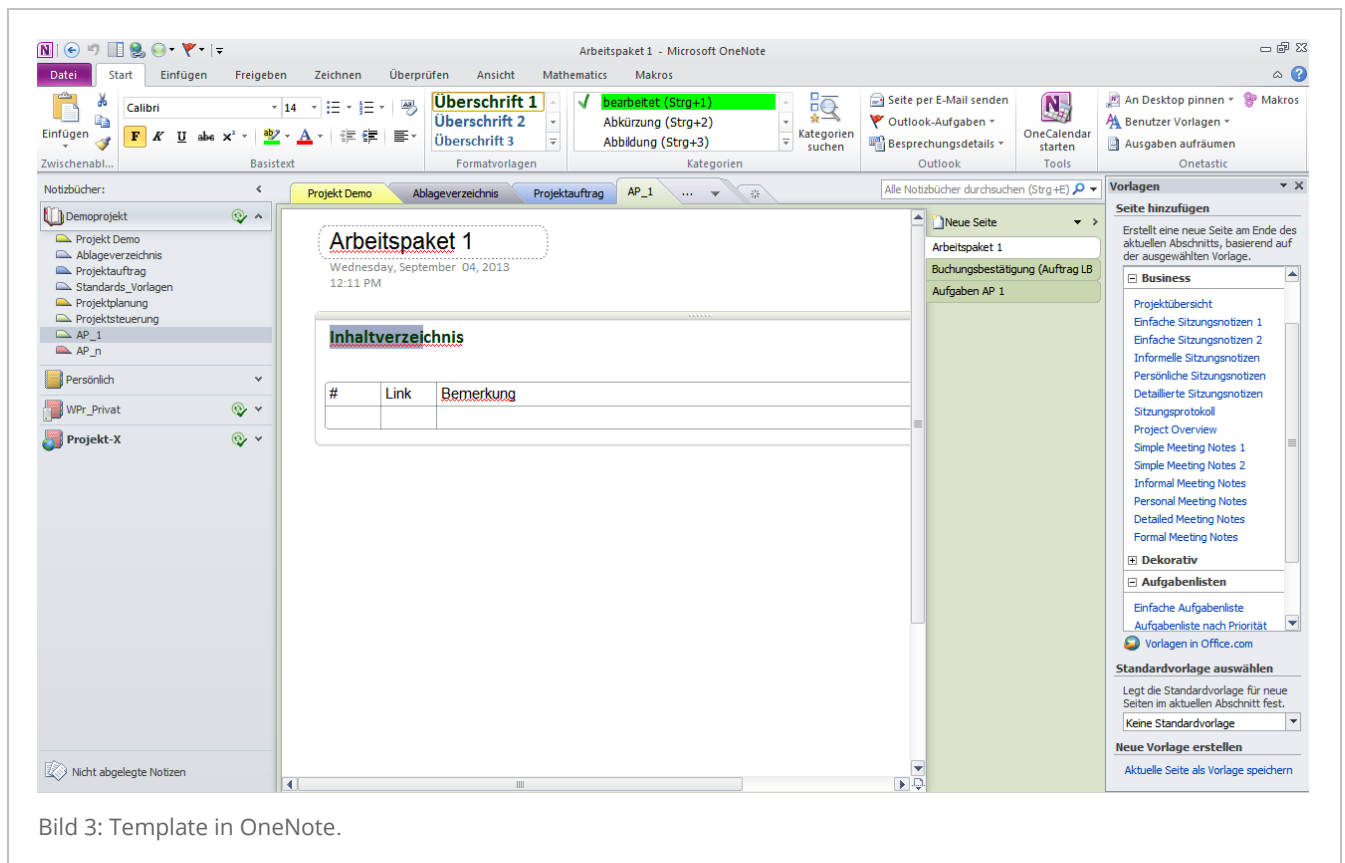 Arbeitspaket 1 - Microsoft OneNote
Datei Start Einfügen Freigeben Zeichnen Überprüfen Ansicht Mathematics Makros
Einfügen
Zwischenabl...
Calibri 14
F K U abc x²
Basistext
Überschrift 1
Überschrift 2
Überschrift 3
Formatvorlagen
bearbeitet (Strg+1)
Abkürzung (Strg+2)
Abbildung (Strg+3)
Kategorien
Kategorien
suchen
Seite per E-Mail senden
Outlook-Aufgaben
Besprechungsdetails
Outlook
OneCalendar
starten
Tools
An Desktop pinnen Makros
Benutzer Vorlagen
Ausgaben aufräumen
Onetastic
Notizbücher:
Demoprojekt
Projekt Demo
Ablageverzeichnis
Projektauftrag
Standards_Vorlagen
Projektplanung
Projektsteuerung
AP_1
AP_n
Persönlich
WPr_Privat
Projekt-X
Nicht abgelegte Notizen
Projekt Demo Ablageverzeichnis Projektauftrag AP_1 ...
Alle Notizbücher durchsuchen (Strg+E)
Arbeitspaket 1
Wednesday, September 04, 2013
12:11 PM
Inhaltverzeichnis
# Link Bemerkung
Neue Seite
Arbeitspaket 1
Buchungsbestätigung (Auftrag LB
Aufgaben AP 1
Vorlagen
Seite hinzufügen
Erstellt eine neue Seite am Ende des
aktuellen Abschnitts, basierend auf
der ausgewählten Vorlage.
Business
Projektübersicht
Einfache Sitzungsnotizen 1
Einfache Sitzungsnotizen 2
Informelle Sitzungsnotizen
Persönliche Sitzungsnotizen
Detaillierte Sitzungsnotizen
Sitzungsprotokoll
Project Overview
Simple Meeting Notes 1
Simple Meeting Notes 2
Informal Meeting Notes
Personal Meeting Notes
Detailed Meeting Notes
Formal Meeting Notes
Dekorativ
Aufgabenlisten
Einfache Aufgabenliste
Aufgabenliste nach Priorität
Vorlagen in Office.com
Standardvorlage auswählen
Legt die Standardvorlage für neue
Seiten im aktuellen Abschnitt fest.
Keine Standardvorlage
Neue Vorlage erstellen
Aktuelle Seite als Vorlage speichern
Bild 3: Template in OneNote.